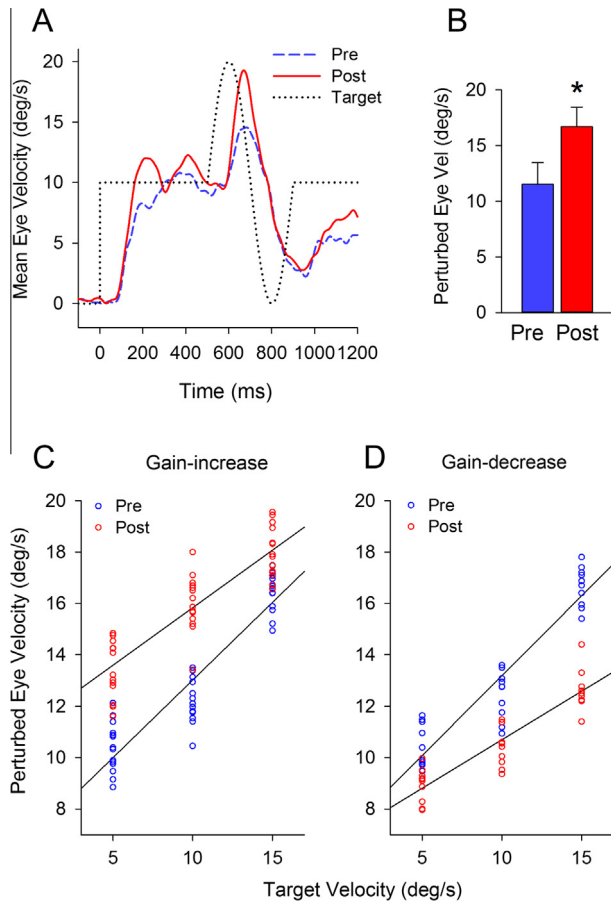 A
Mean Eye Velocity (deg/s)
20
15
10
5
0
Pre
Post
Target
0 200 400 600 800 1000 1200
Time (ms)
B
Perturbed Eye Vel (deg/s)
20
15
10
5
0
*
Pre Post
C
Gain-increase
Pre
Post
Perturbed Eye Velocity (deg/s)
20
18
16
14
12
10
8
5 10 15
D
Gain-decrease
Pre
Post
20
18
16
14
12
10
8
5 10 15
Target Velocity (deg/s)